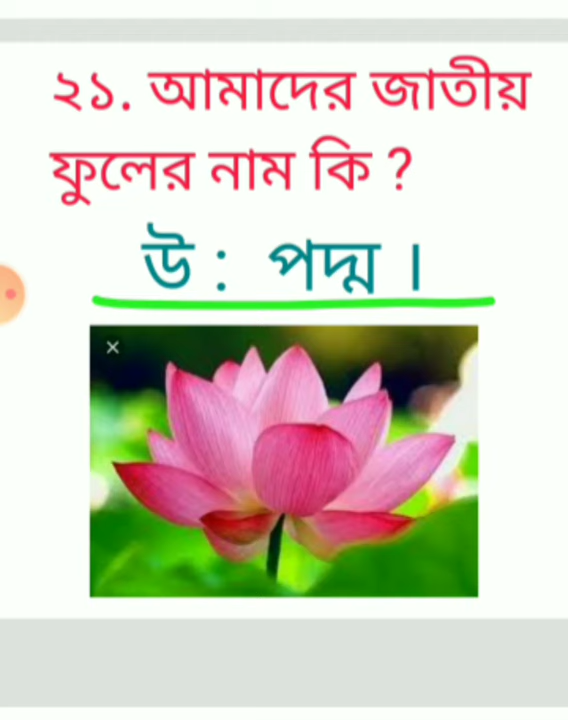 ২১. আমাদের জাতীয়
ফুলের নাম কি ?
উ : পদ্ম ।